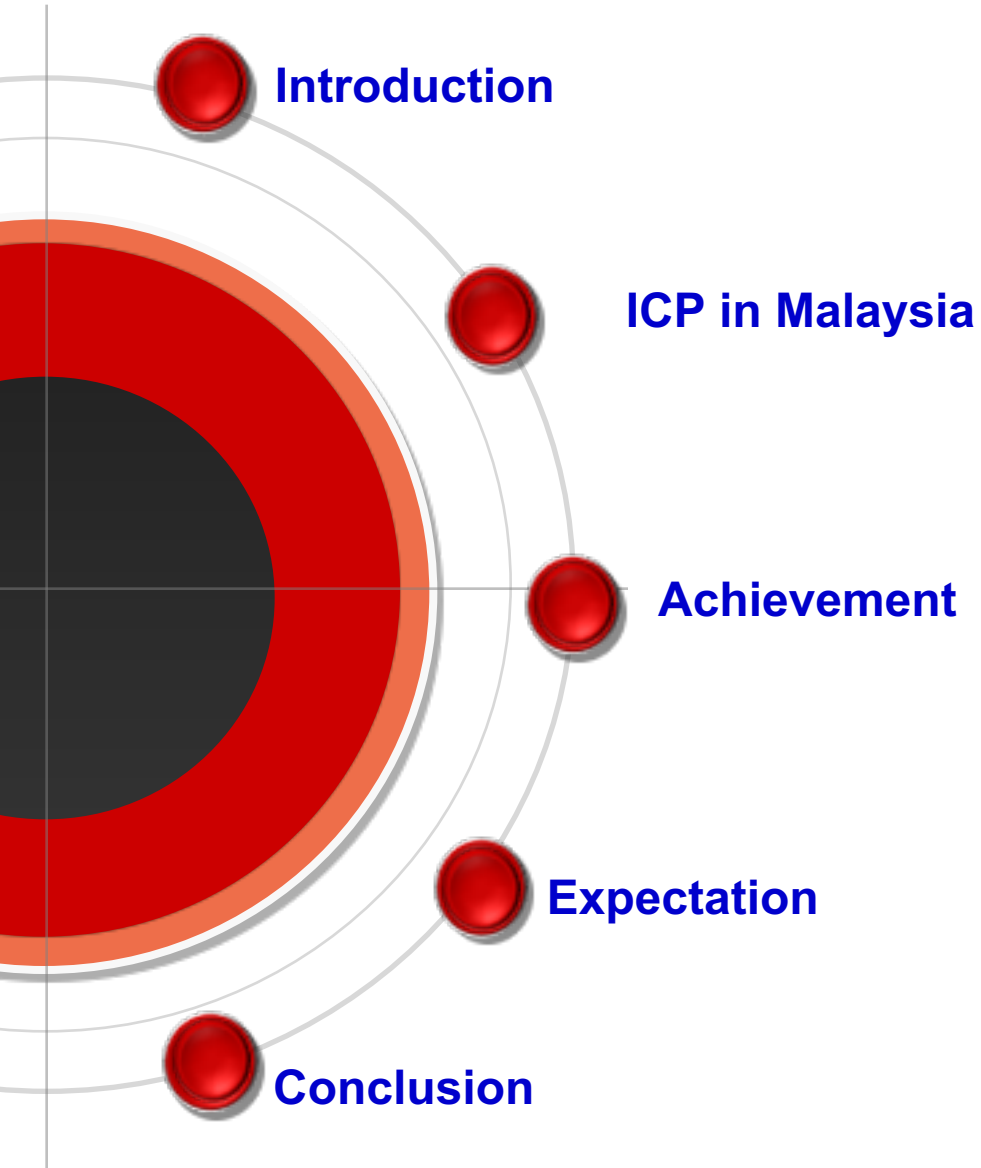 Introduction
ICP in Malaysia
Achievement
Expectation
Conclusion